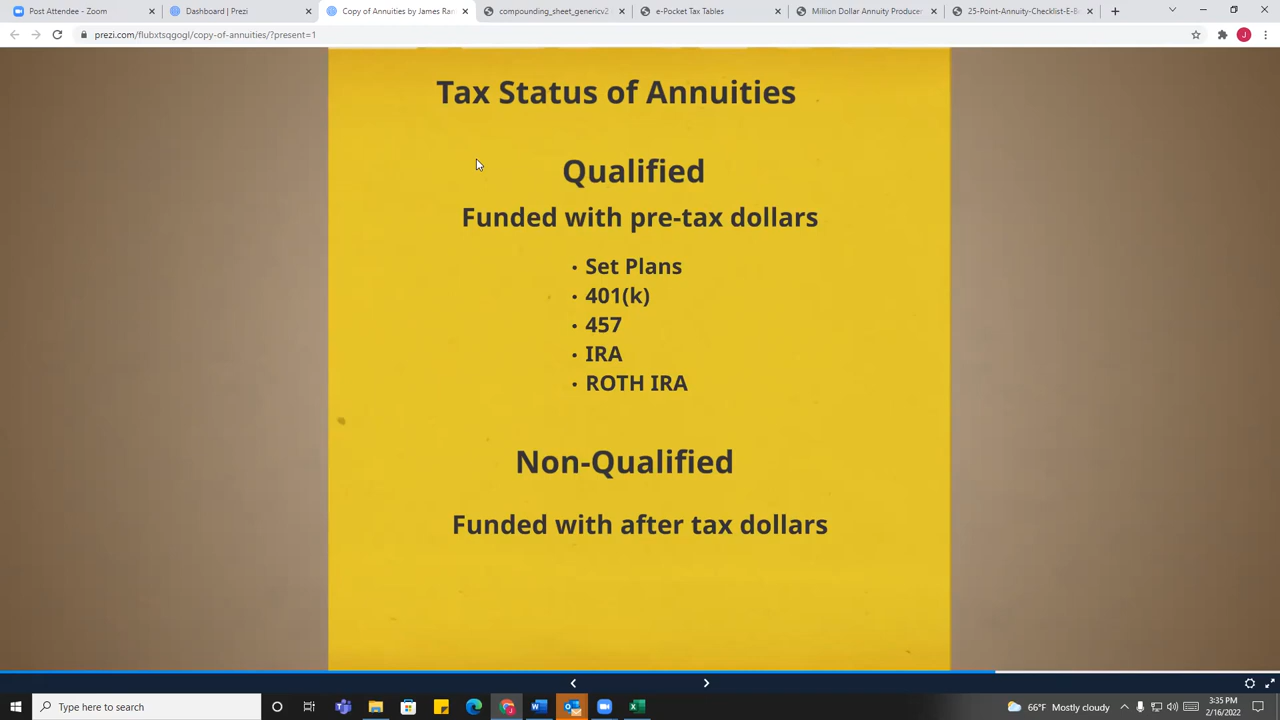 Post Attendee - Zoom
Dashboard | Prezi
Copy of Annuities by James Ran
compounding_sheet_genericv2
e-Pocket Tax Tables
Million Dollar Annuity Producer
25-Point-Annuity-Checklist-E-B
prezi.com/flubxtsqgogl/copy-of-annuities/?present=1
J
Tax Status of Annuities
Qualified
Funded with pre-tax dollars
• Set Plans
• 401(k)
• 457
• IRA
• ROTH IRA
Non-Qualified
Funded with after tax dollars
Type here to search
66°F Mostly cloudy
3:35 PM
2/16/2022